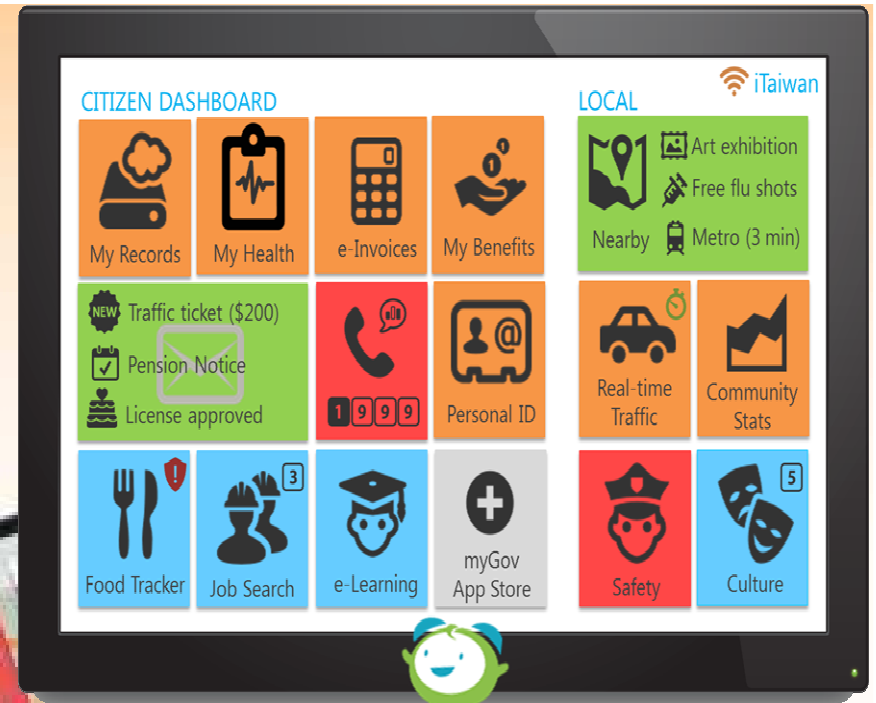 iTaiwan
CITIZEN DASHBOARD
LOCAL
My Records
My Health
e-Invoices
My Benefits
Nearby
Art exhibition
Free flu shots
Metro (3 min)
NEW Traffic ticket ($200)
Pension Notice
License approved
1999
Personal ID
@
Real-time
Traffic
Community
Stats
Food Tracker
!
3
Job Search
e-Learning
myGov
App Store
Safety
5
Culture